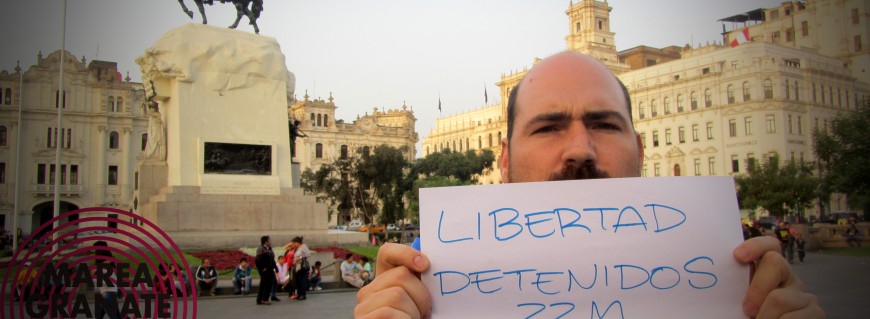 LIBERTAD
DETENIDOS
22M
MAREA
GRANATE